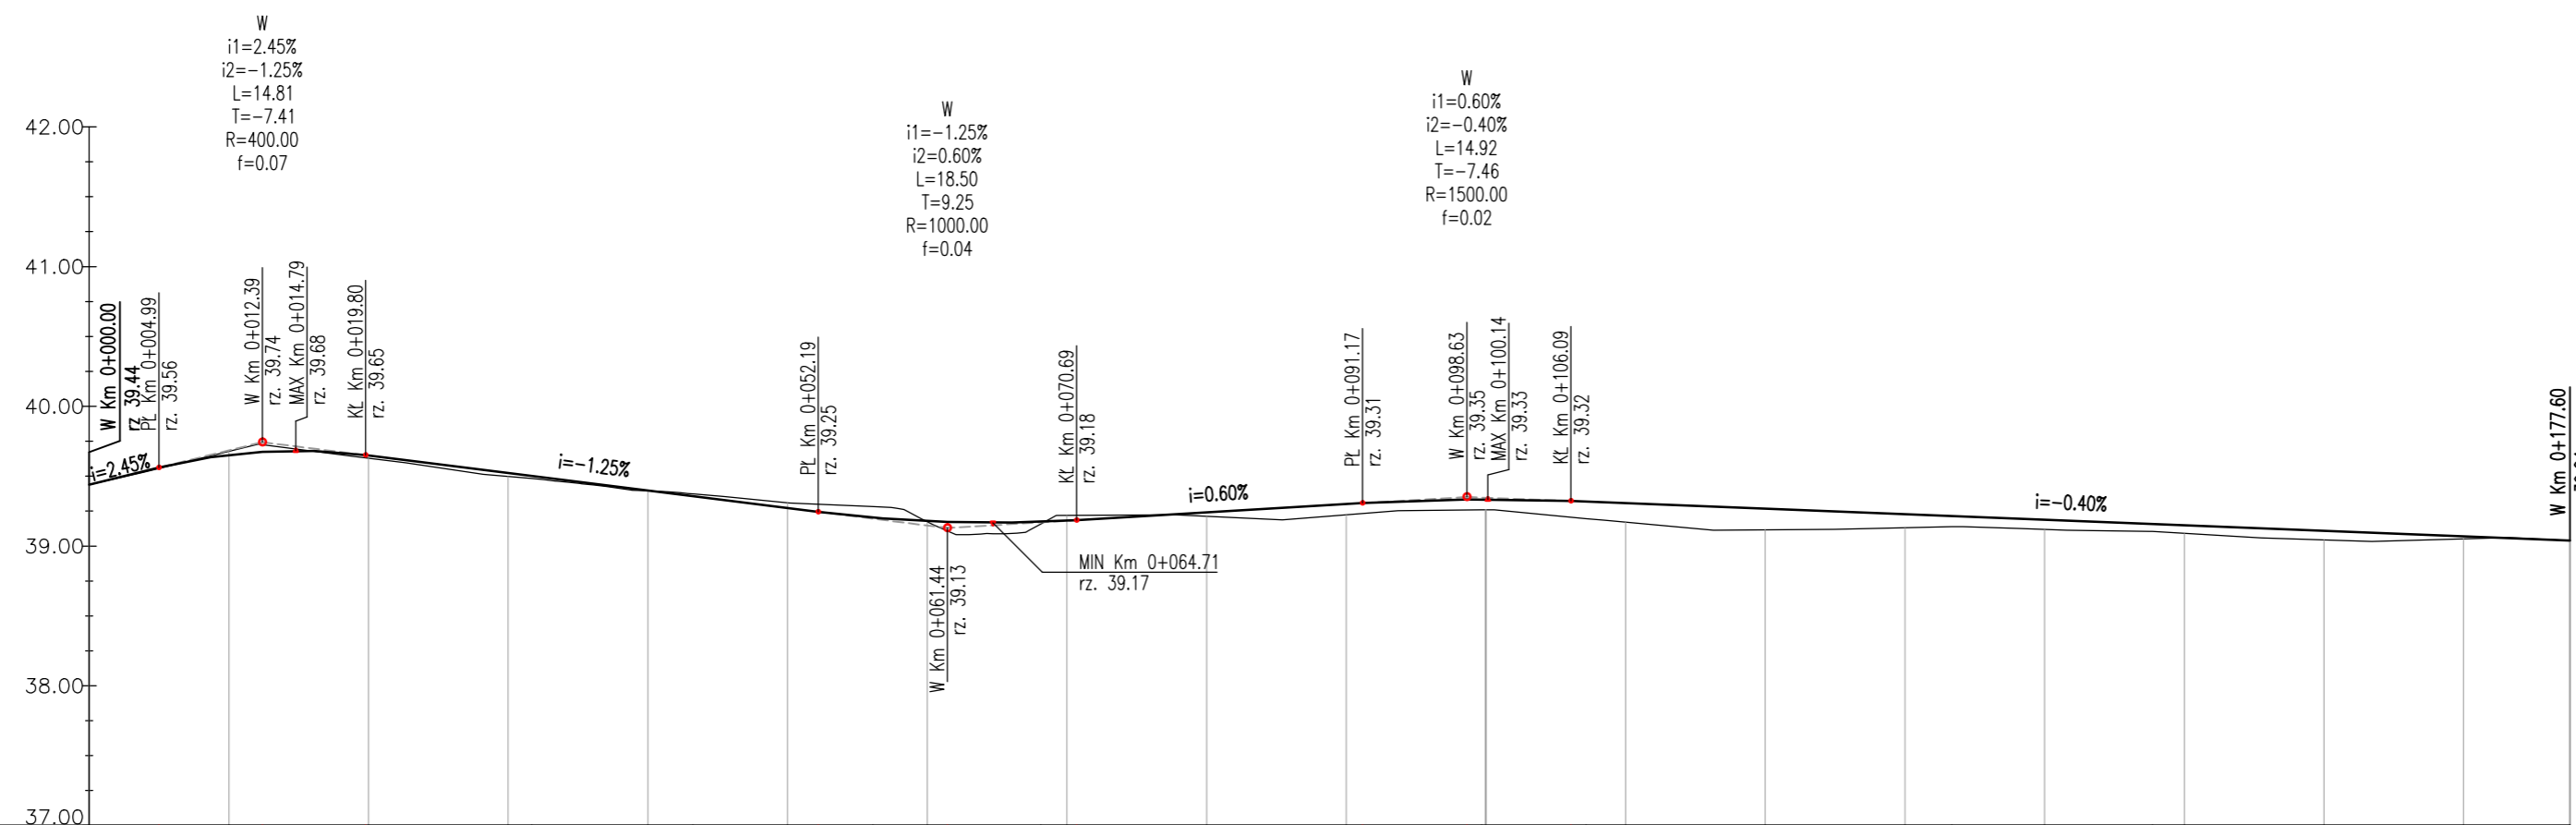 W
i1=2.45%
i2=-1.25%
L=14.81
T=-7.41
R=400.00
f=0.07
W
i1=-1.25%
i2=0.60%
L=18.50
T=9.25
R=1000.00
f=0.04
W
i1=0.60%
i2=-0.40%
L=14.92
T=-7.46
R=1500.00
f=0.02
42.00
41.00
40.00
39.00
38.00
37.00
W Km 0+000.00
rz 39.44
PŁ Km 0+004.99
rz. 39.56
W Km 0+012.39
rz. 39.74
MAX Km 0+014.79
rz. 39.68
KŁ Km 0+019.80
rz. 39.65
PŁ Km 0+052.19
rz. 39.25
W Km 0+061.44
rz. 39.13
MIN Km 0+064.71
rz. 39.17
KŁ Km 0+070.69
rz. 39.18
PŁ Km 0+091.17
rz. 39.31
W Km 0+098.63
rz. 39.35
MAX Km 0+100.14
rz. 39.33
KŁ Km 0+106.09
rz. 39.32
W Km 0+177.60
i=2.45%
i=-1.25%
i=0.60%
i=-0.40%